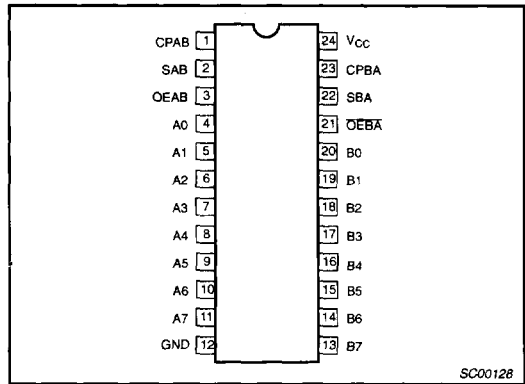 CPAB 1 24 VCC
SAB 2 23 CPBA
OEAB 3 22 SBA
A0 4 21 OEBA
A1 5 20 B0
A2 6 19 B1
A3 7 18 B2
A4 8 17 B3
A5 9 16 B4
A6 10 15 B5
A7 11 14 B6
GND 12 13 B7
SC00128